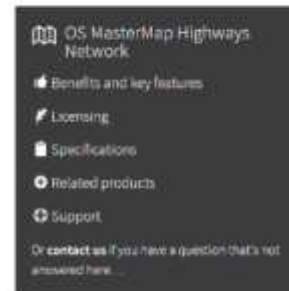 OS MasterMap Highways
Network
Benefits and key features
Licensing
Specifications
Related products
Support
Or contact us if you have a question that's not
answered here...